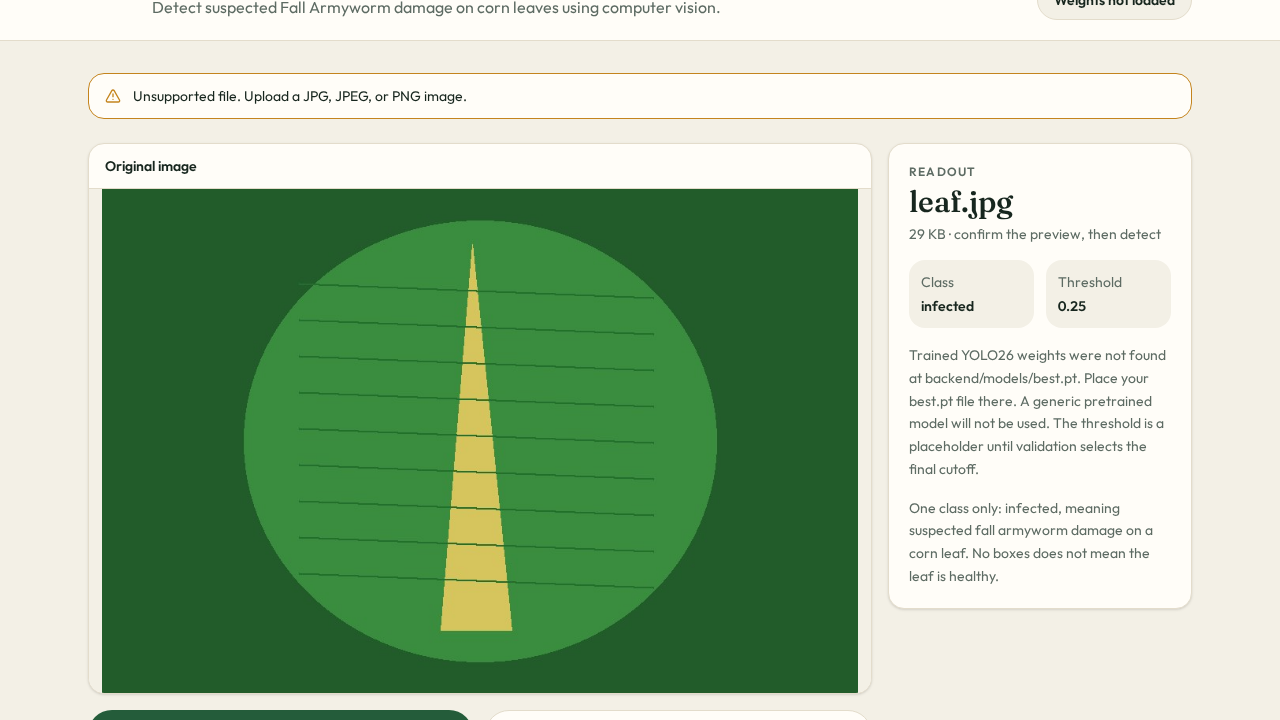 Detect suspected Fall Armyworm damage on corn leaves using computer vision.
Weights not loaded
Unsupported file. Upload a JPG, JPEG, or PNG image.
Original image
READOUT
leaf.jpg
29 KB · confirm the preview, then detect
Class
infected
Threshold
0.25
Trained YOLO26 weights were not found
at backend/models/best.pt. Place your
best.pt file there. A generic pretrained
model will not be used. The threshold is a
placeholder until validation selects the
final cutoff.
One class only: infected, meaning
suspected fall armyworm damage on a
corn leaf. No boxes does not mean the
leaf is healthy.